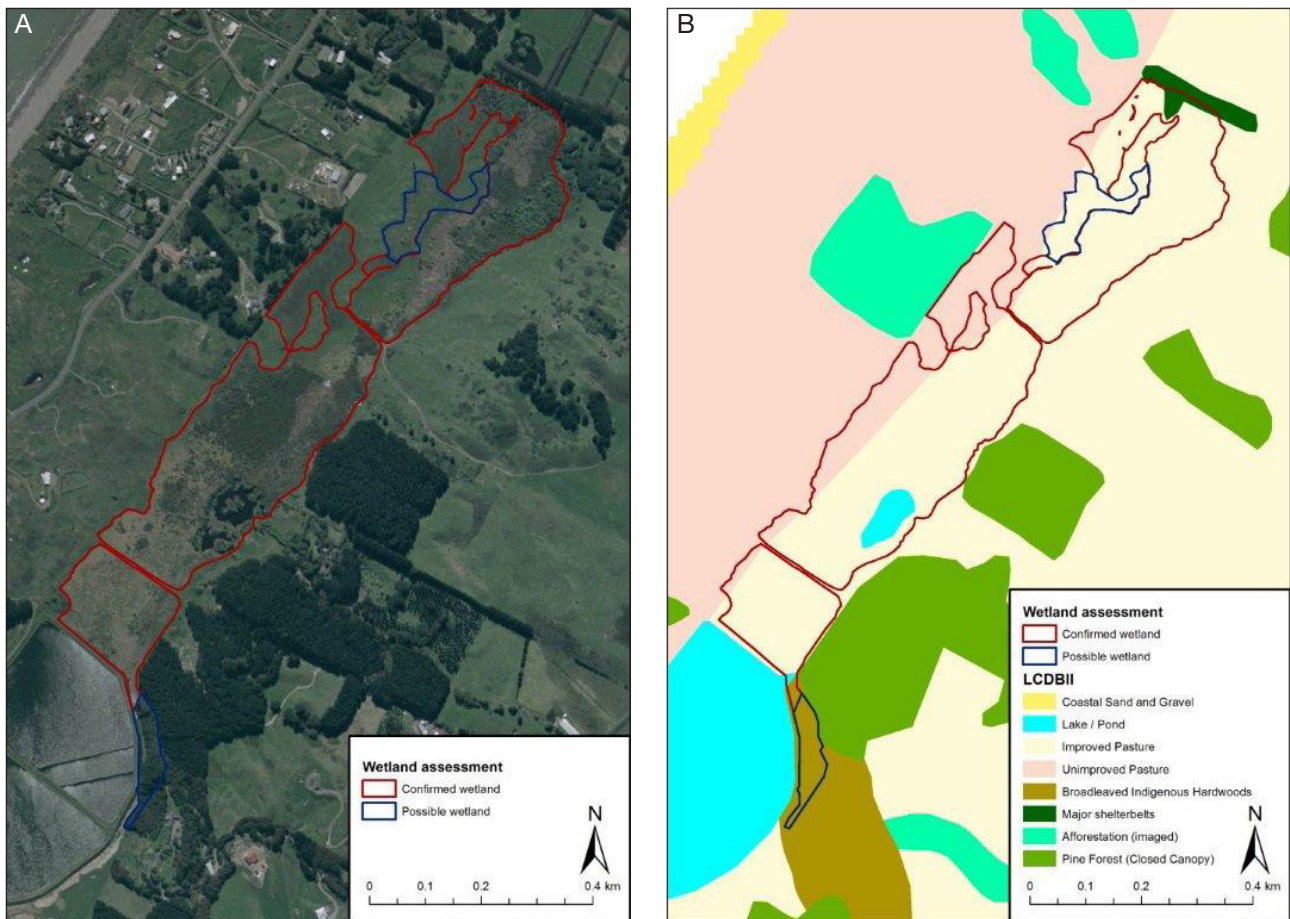 A
Wetland assessment
Confirmed wetland
Possible wetland
N
0 0.1 0.2 0.4 km
B
Wetland assessment
Confirmed wetland
Possible wetland
LCDBII
Coastal Sand and Gravel
Lake / Pond
Improved Pasture
Unimproved Pasture
Broadleaved Indigenous Hardwoods
Major shelterbelts
Afforestation (imaged)
Pine Forest (Closed Canopy)
N
0 0.1 0.2 0.4 km